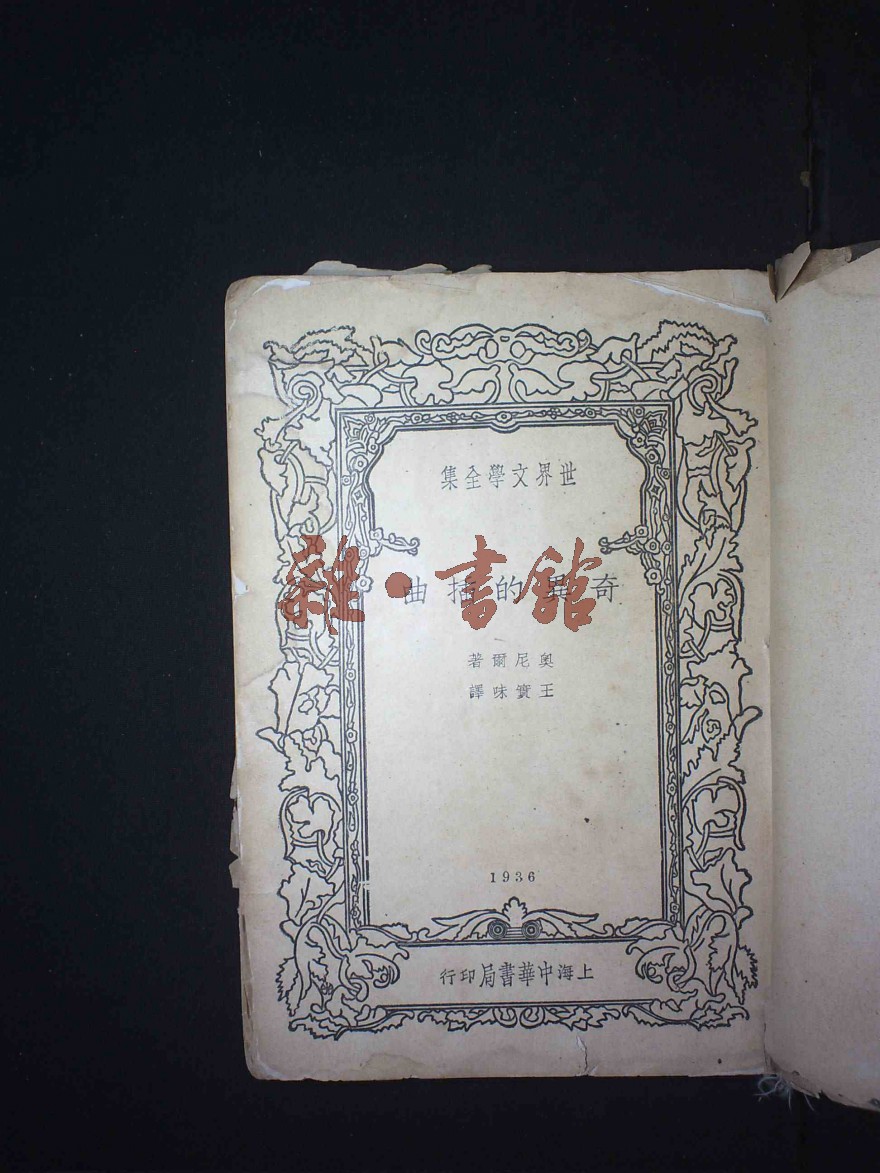 世界文學全集
奇異的插曲
雜·書館
奧尼爾著
王實味譯
1936
上海中華書局印行